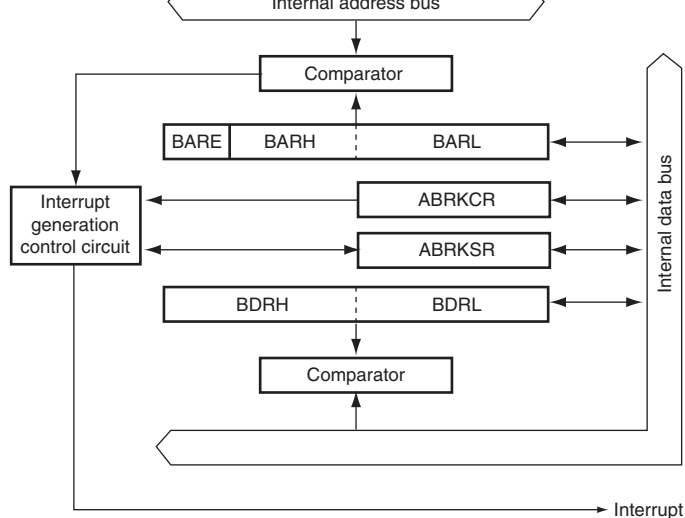 Internal address bus
Comparator
BARE
BARH
BARL
ABRKCR
Interrupt
generation
control circuit
ABRKSR
Internal data bus
BDRH
BDRL
Comparator
Interrupt